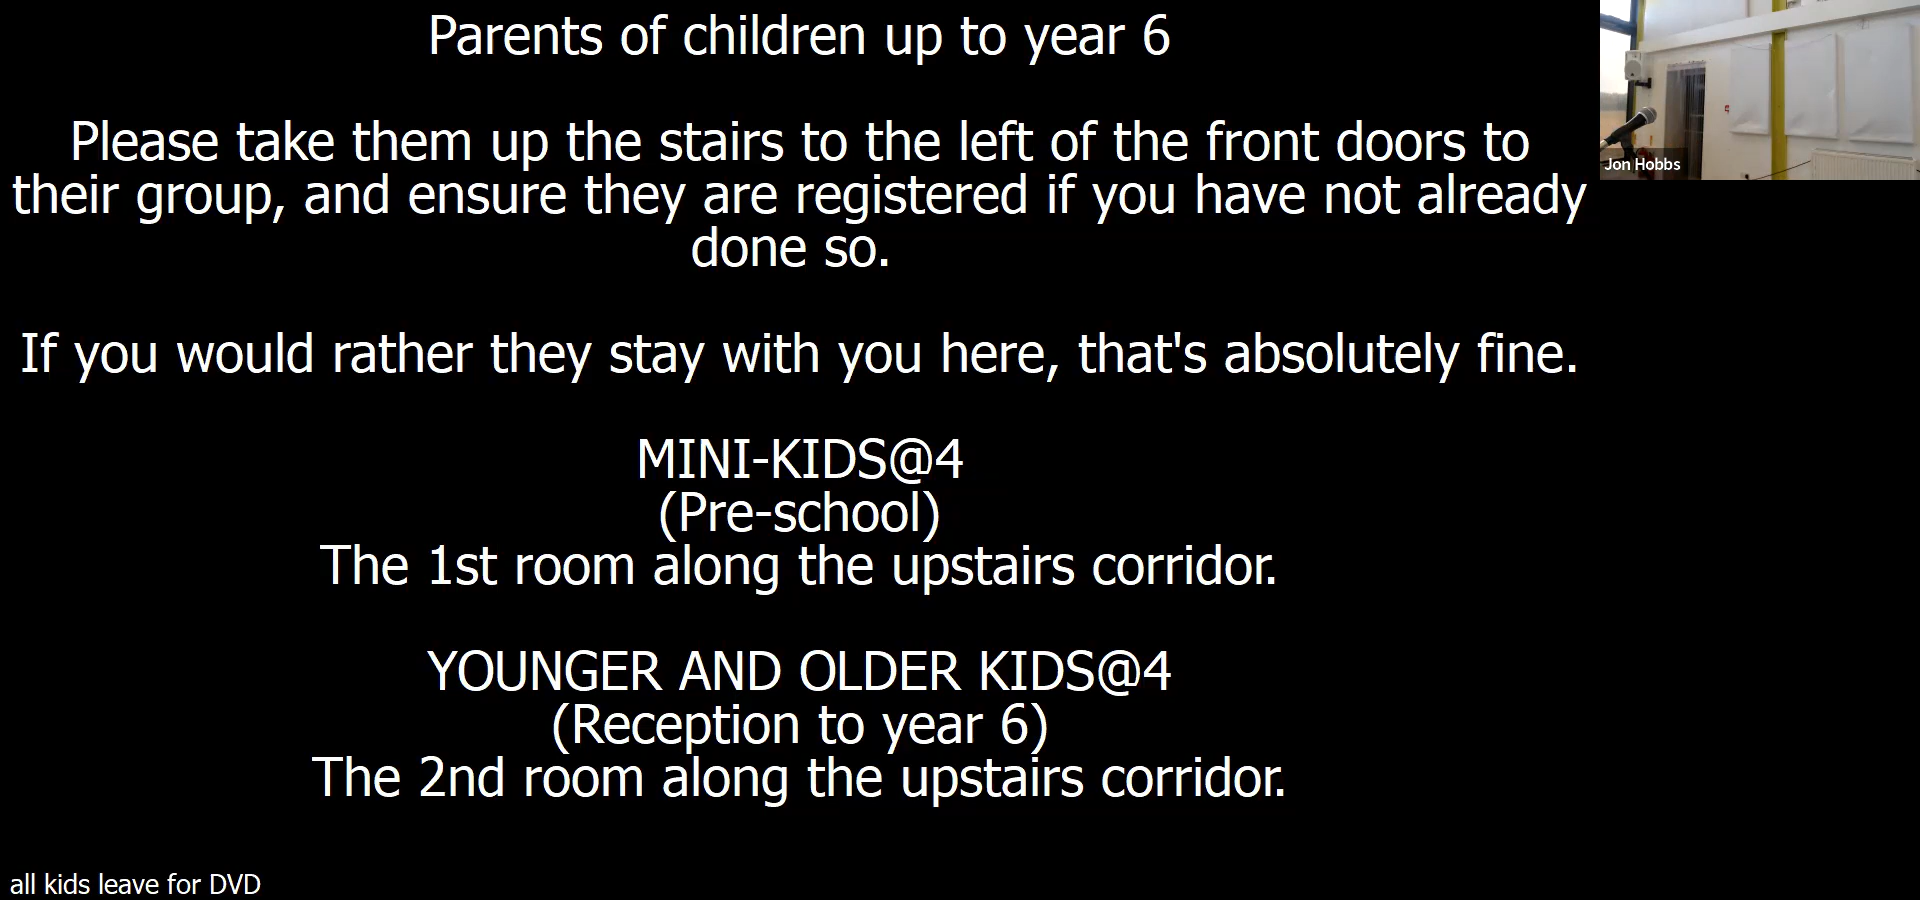 Parents of children up to year 6
Please take them up the stairs to the left of the front doors to
their group, and ensure they are registered if you have not already
done so.
If you would rather they stay with you here, that's absolutely fine.
MINI-KIDS@4
(Pre-school)
The 1st room along the upstairs corridor.
YOUNGER AND OLDER KIDS@4
(Reception to year 6)
The 2nd room along the upstairs corridor.
all kids leave for DVD
Jon Hobbs